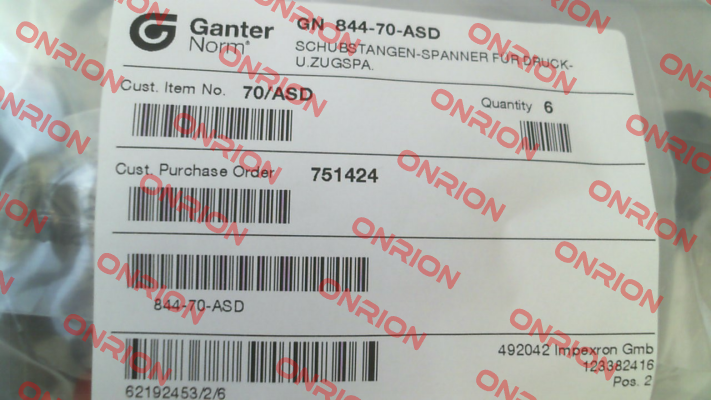 Ganter
Norm®
GN 844-70-ASD
SCHUBSTANGEN-SPANNER FÜR DRUCK-
U.ZUGSPA.
Cust. Item No. 70/ASD
Quantity 6
Cust. Purchase Order 751424
844-70-ASD
492042 Impexron Gmb
123382416
Pos. 2
62192453/2/6
ONRION